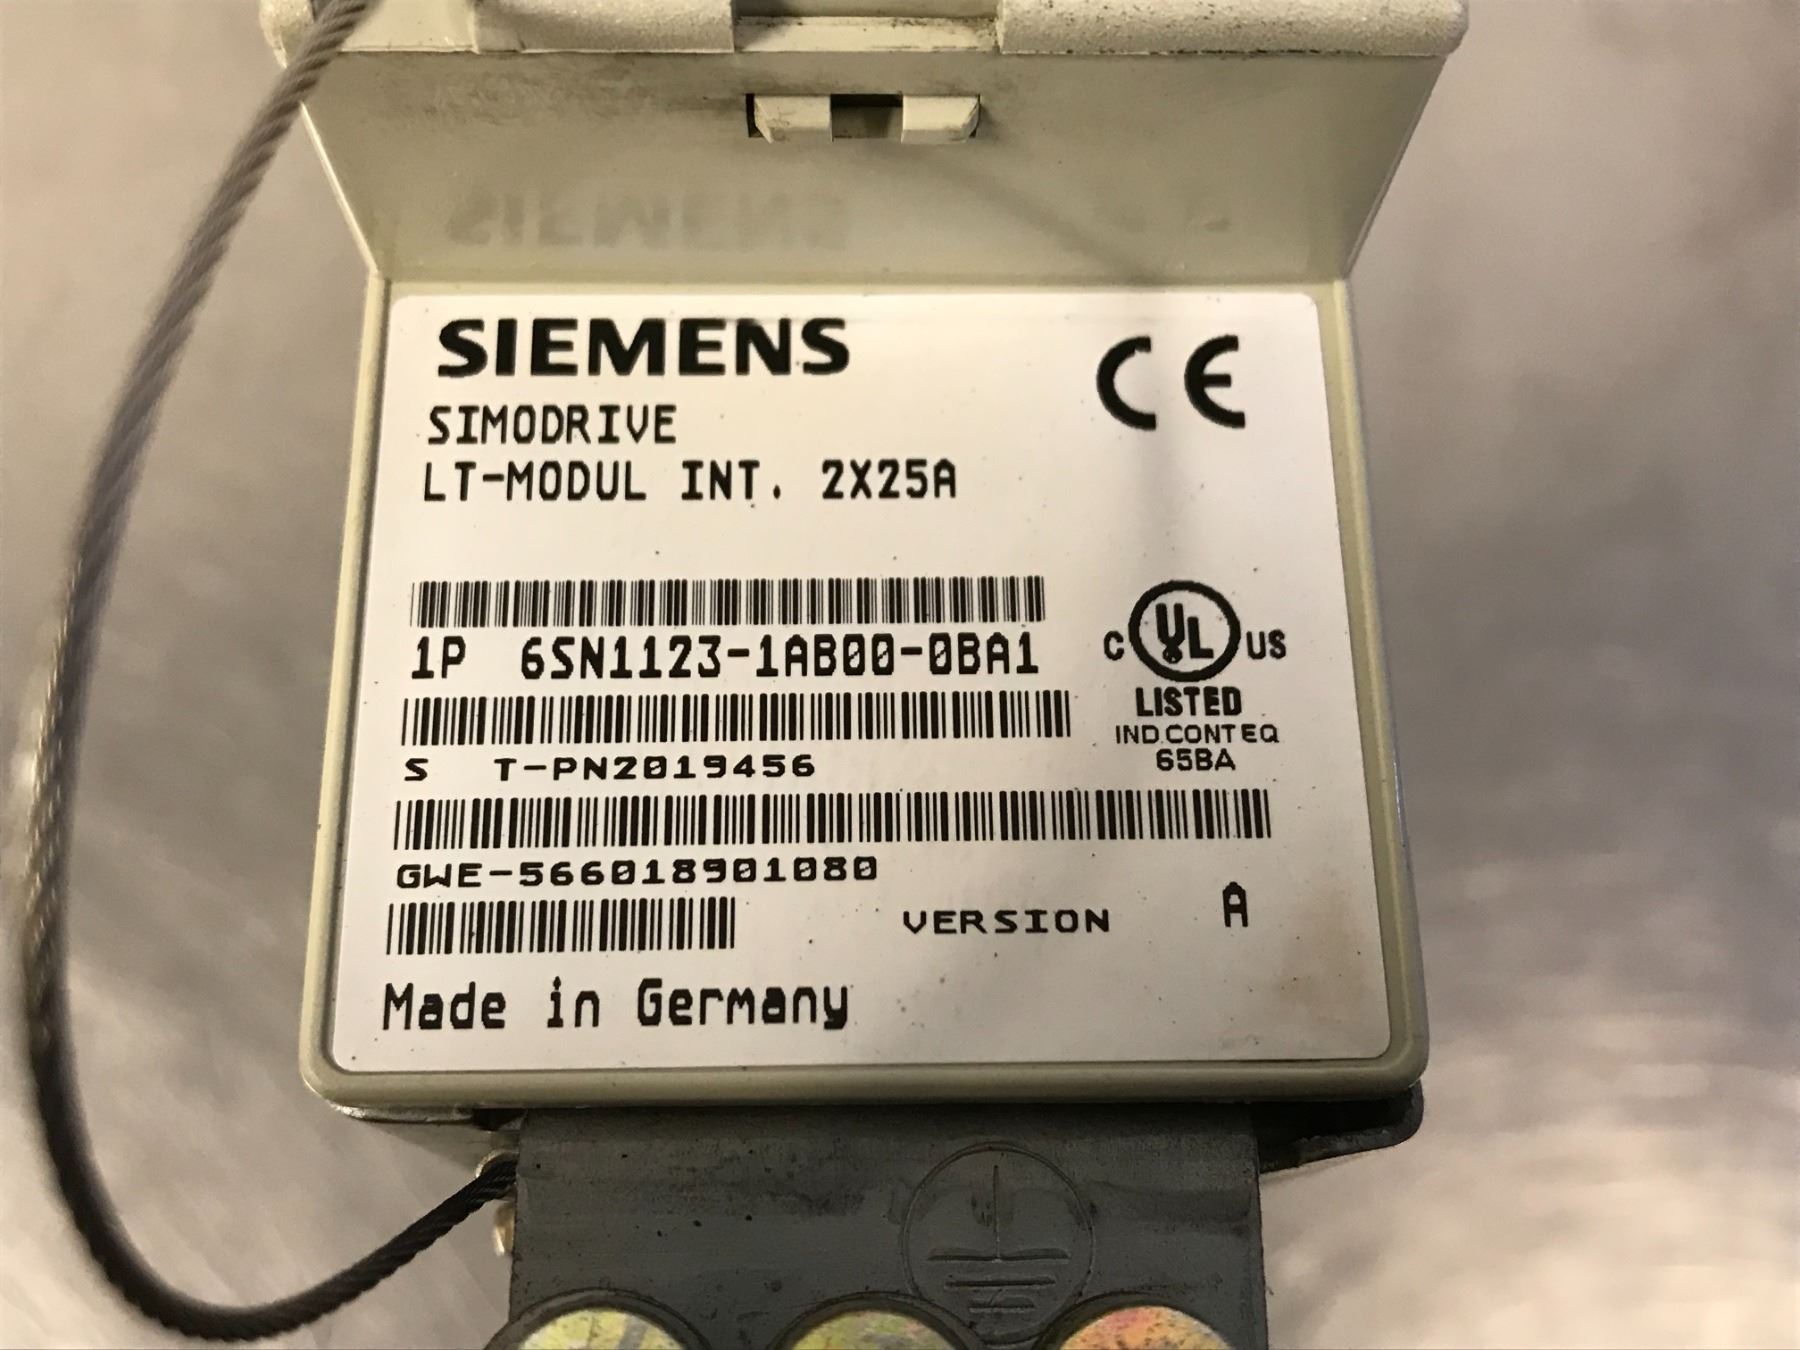 SIEMENS
SIEMENS
CE
SIMODRIVE
LT-MODUL INT. 2X25A
1P 6SN1123-1AB00-0BA1
C UL US
LISTED
IND.CONT.EQ
65BA
S T-PN2019456
GWE-566018901080
VERSION A
Made in Germany